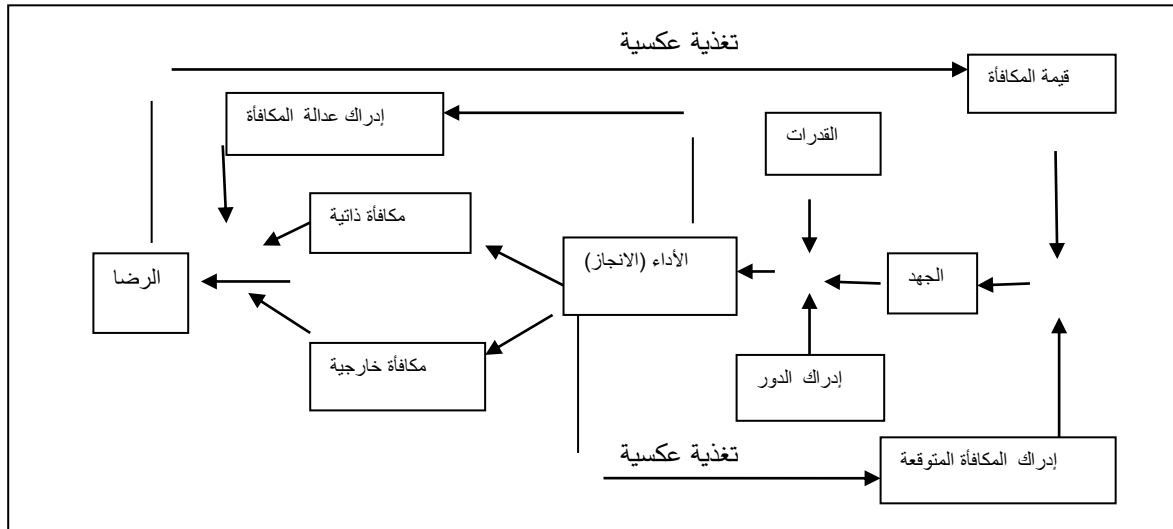 تغذية عكسية
قيمة المكافأة
إدراك عدالة المكافأة
القدرات
مكافأة ذاتية
الأداء (الانجاز)
الجهد
الرضا
إدراك الدور
مكافأة خارجية
تغذية عكسية
إدراك المكافأة المتوقعة